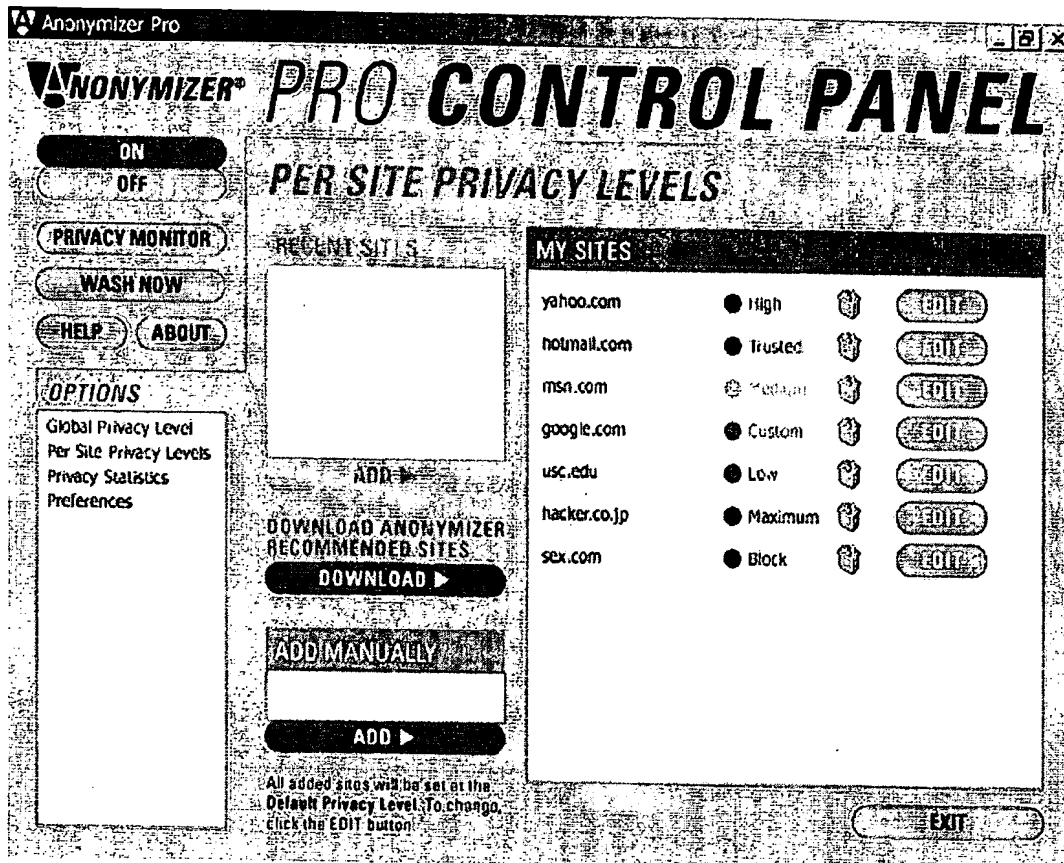 Anonymizer Pro
ANONYMIZER®
PRO CONTROL PANEL
ON
OFF
PRIVACY MONITOR
WASH NOW
HELP
ABOUT
OPTIONS
Global Privacy Level
Per Site Privacy Levels
Privacy Statistics
Preferences
PER SITE PRIVACY LEVELS
RECENT SITES
ADD
DOWNLOAD ANONYMIZER
RECOMMENDED SITES
DOWNLOAD
ADD MANUALLY
ADD
All added sites will be set at the
Default Privacy Level. To change,
click the EDIT button
MY SITES
yahoo.com High EDIT
hotmail.com Trusted EDIT
msn.com Medium EDIT
google.com Custom EDIT
usc.edu Low EDIT
hacker.co.jp Maximum EDIT
sex.com Block EDIT
EXIT